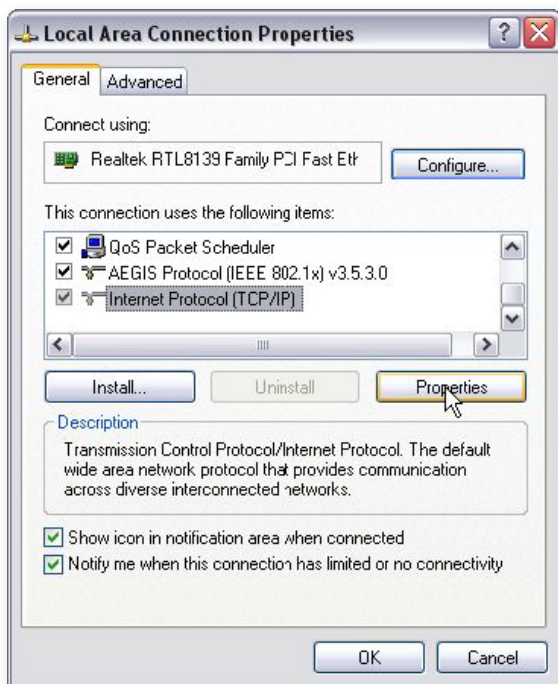 Local Area Connection Properties
General
Advanced
Connect using:
Realtek RTL8139 Family PCI Fast Eth
Configure...
This connection uses the following items:
QoS Packet Scheduler
AEGIS Protocol (IEEE 802.1x) v3.5.3.0
Internet Protocol (TCP/IP)
Install...
Uninstall
Properties
Description
Transmission Control Protocol/Internet Protocol. The default
wide area network protocol that provides communication
across diverse interconnected networks.
Show icon in notification area when connected
Notify me when this connection has limited or no connectivity
OK
Cancel